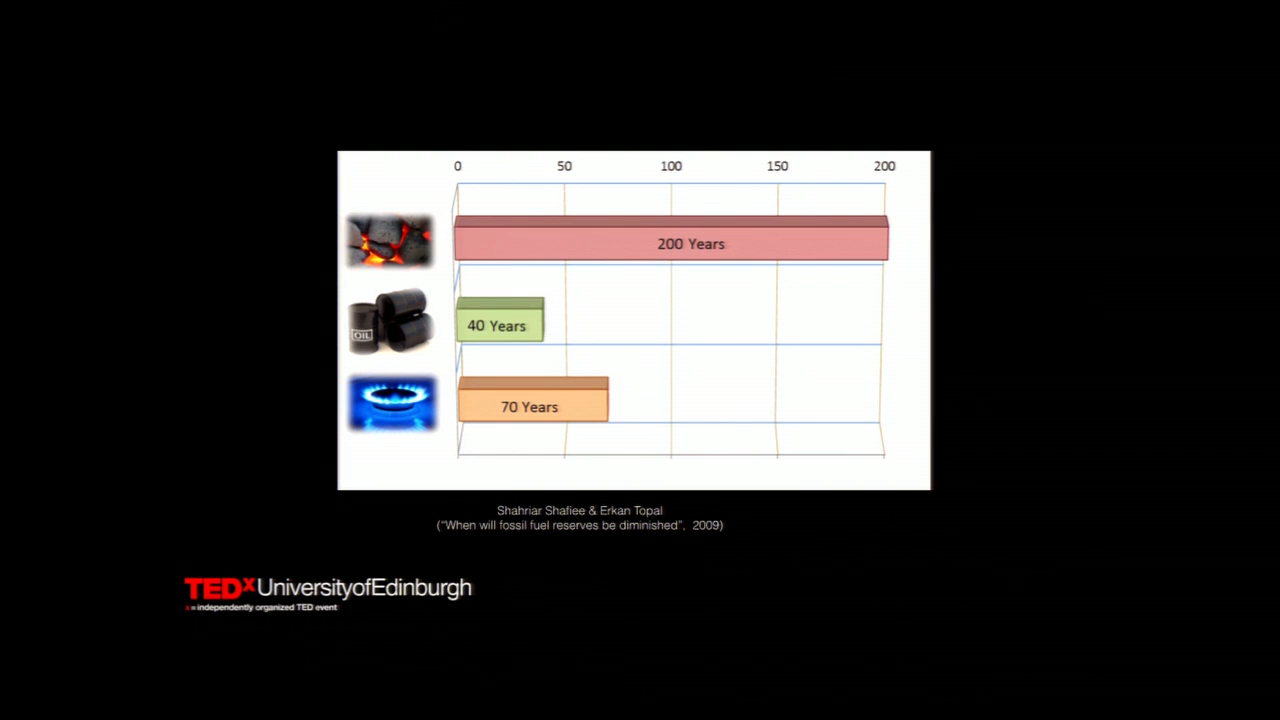 0 50 100 150 200
200 Years
OIL
40 Years
70 Years
Shahriar Shafiee & Erkan Topal
("When will fossil fuel reserves be diminished", 2009)
TEDxUniversityofEdinburgh
x = independently organized TED event